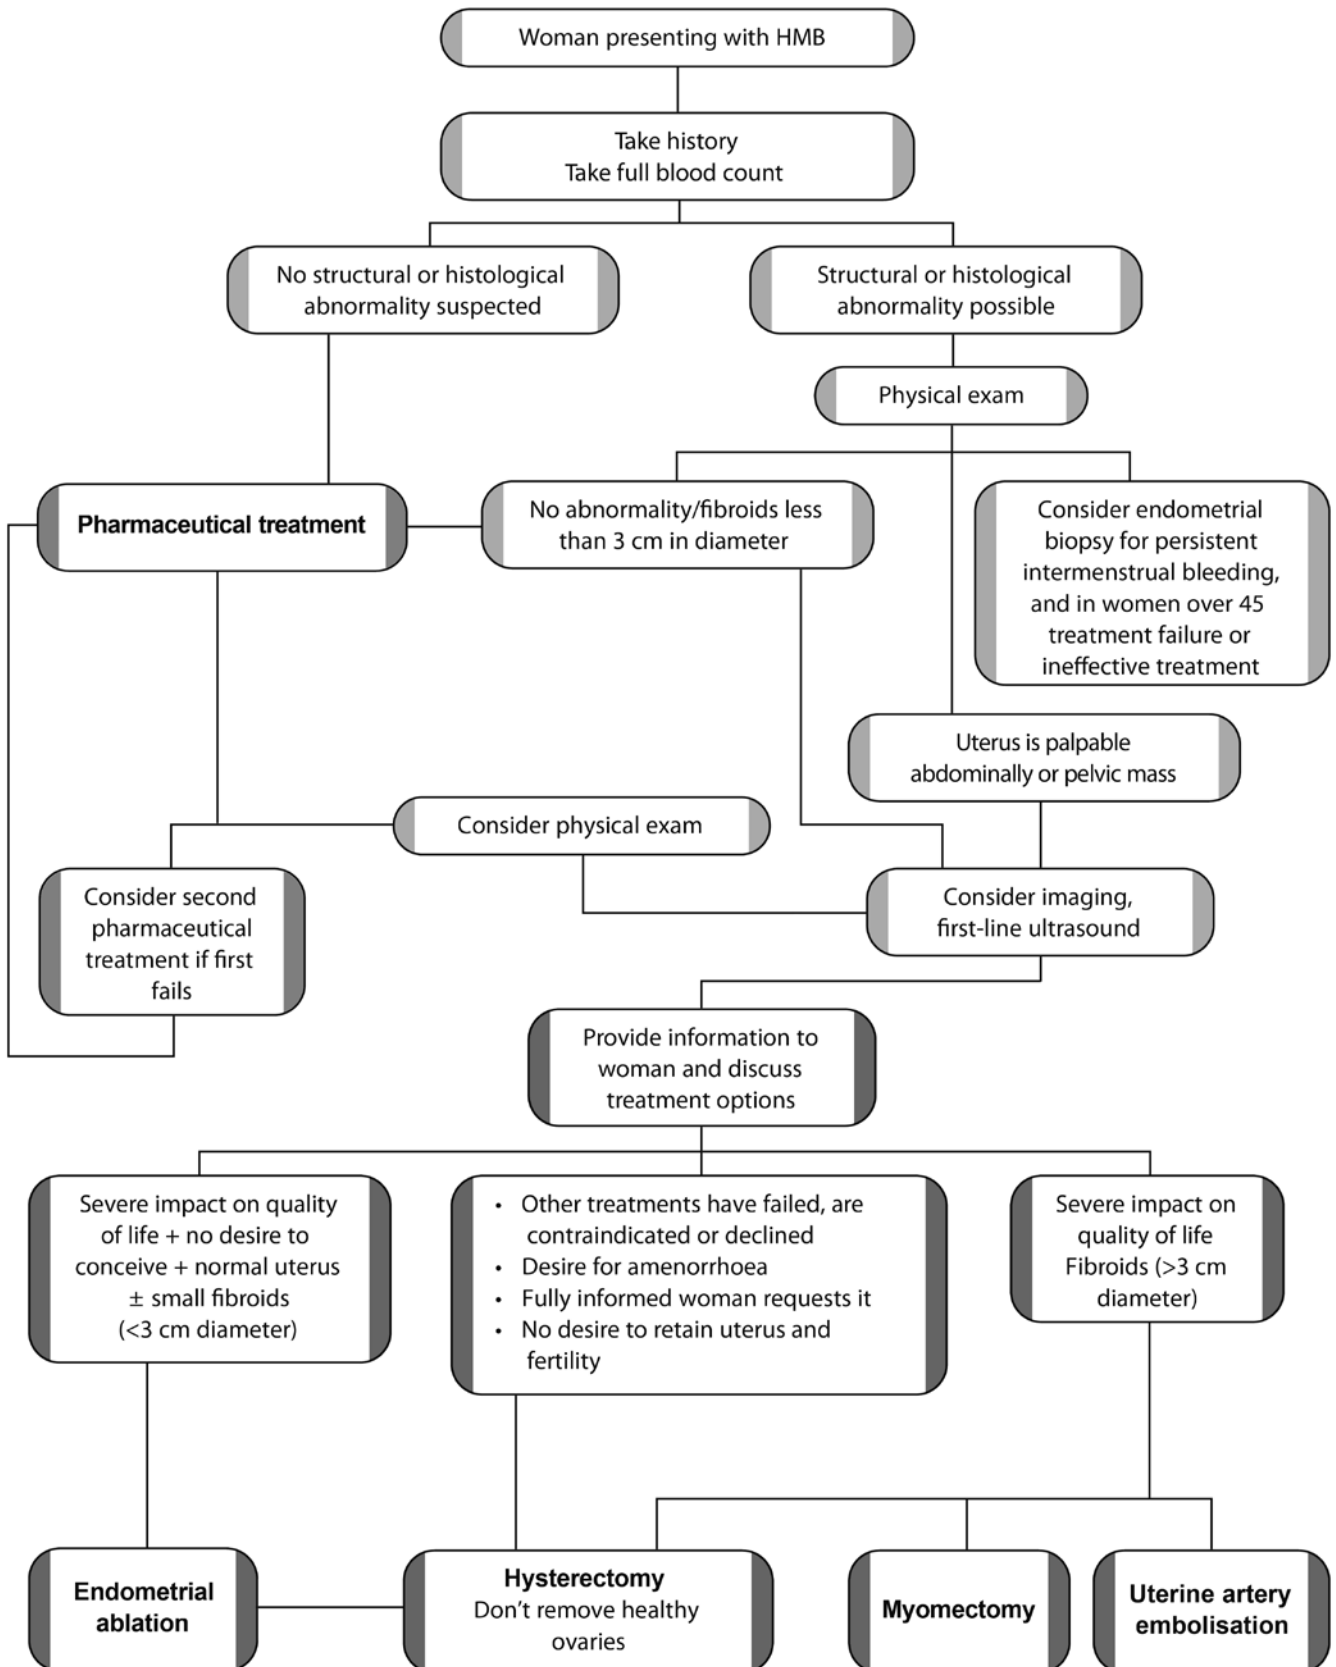 Woman presenting with HMB
Take history
Take full blood count
No structural or histological
abnormality suspected
Structural or histological
abnormality possible
Physical exam
Pharmaceutical treatment
No abnormality/fibroids less
than 3 cm in diameter
Consider endometrial
biopsy for persistent
intermenstrual bleeding,
and in women over 45
treatment failure or
ineffective treatment
Uterus is palpable
abdominally or pelvic mass
Consider physical exam
Consider second
pharmaceutical
treatment if first
fails
Consider imaging,
first-line ultrasound
Provide information to
woman and discuss
treatment options
Severe impact on quality
of life + no desire to
conceive + normal uterus
± small fibroids
(<3 cm diameter)
• Other treatments have failed, are
contraindicated or declined
• Desire for amenorrhoea
• Fully informed woman requests it
• No desire to retain uterus and
fertility
Severe impact on
quality of life
Fibroids (>3 cm
diameter)
Endometrial
ablation
Hysterectomy
Don't remove healthy
ovaries
Myomectomy
Uterine artery
embolisation